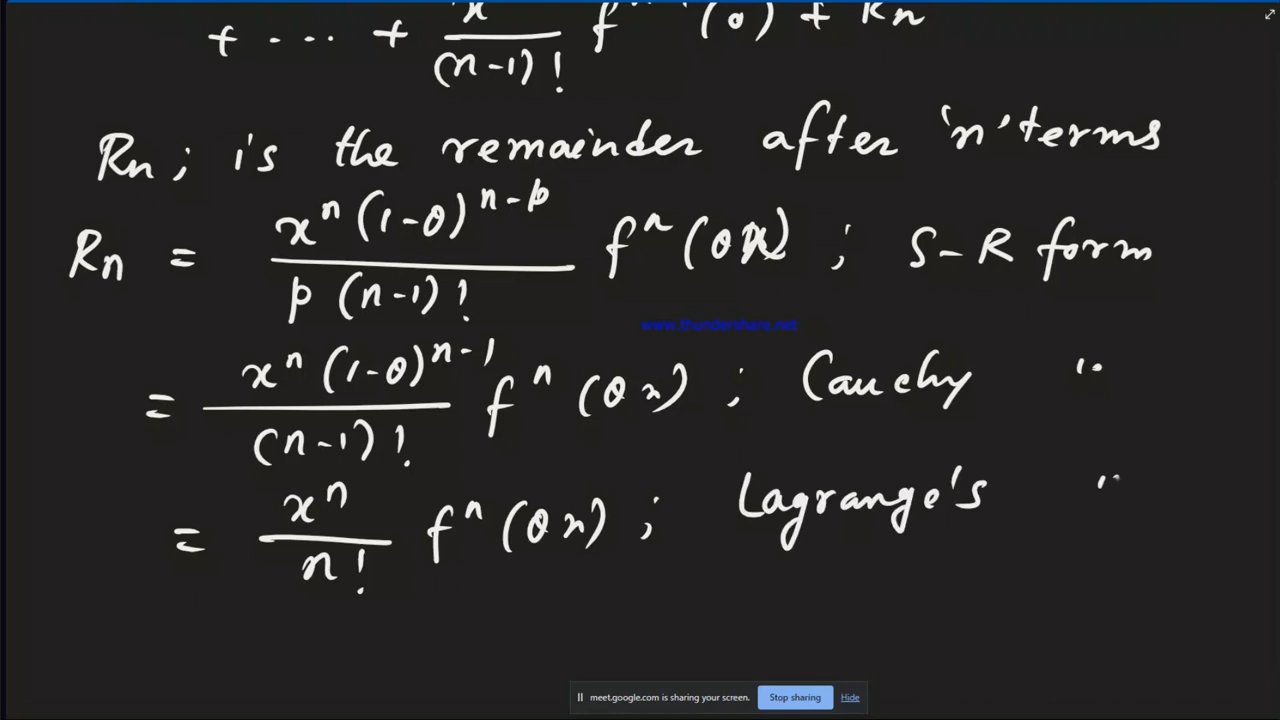 + .... + x / (n-1)! f^(n-1) (0) + Rn
Rn ; is the remainder after 'n' terms
Rn = x^n (1-θ)^(n-p) / p (n-1)! f^n (θx) ; S-R form
www.thundershare.net
= x^n (1-θ)^(n-1) / (n-1)! f^n (θx) ; Cauchy "
= x^n / n! f^n (θx) ; Lagrange's "
meet.google.com is sharing your screen. Stop sharing Hide